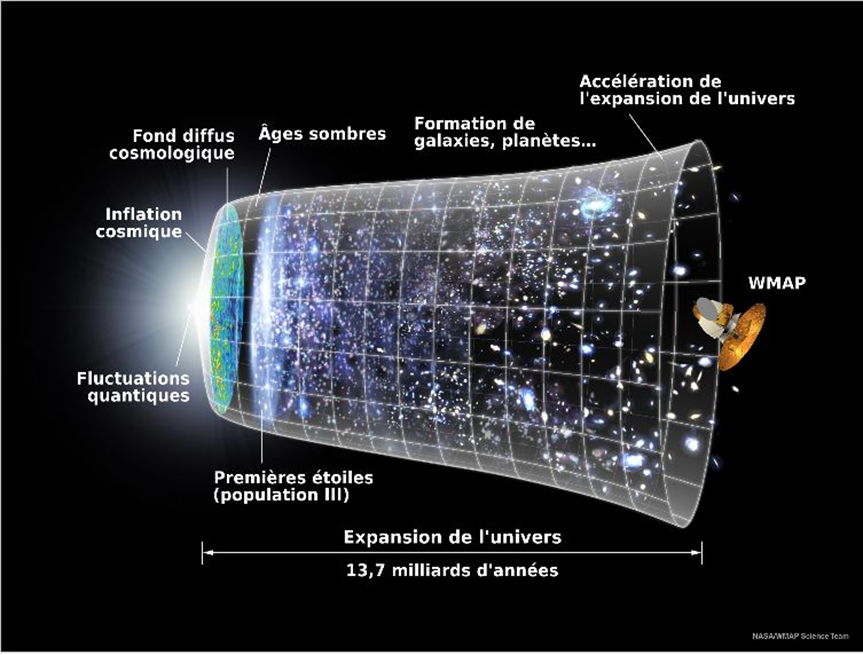 Accélération de
l'expansion de l'univers
Formation de
galaxies, planètes...
Âges sombres
Fond diffus
cosmologique
Inflation
cosmique
WMAP
Fluctuations
quantiques
Premières étoiles
(population III)
Expansion de l'univers
13,7 milliards d'années
NASA/WMAP Science Team